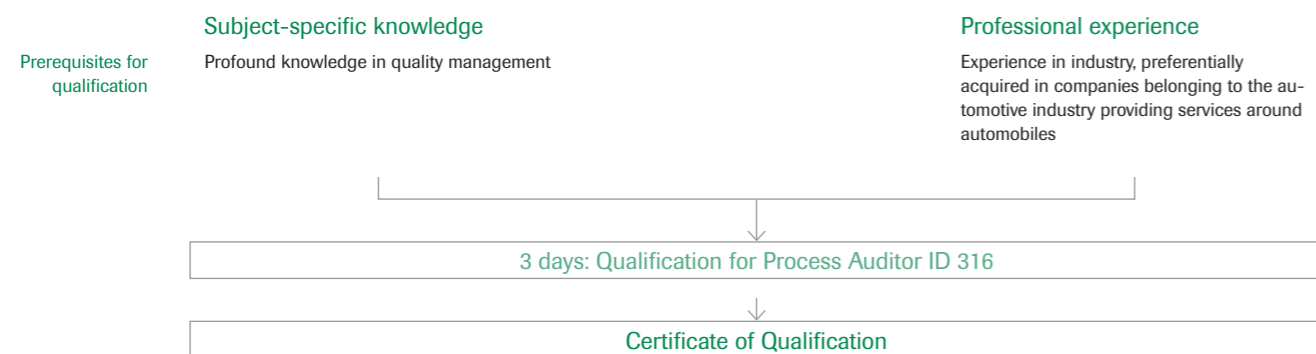 Subject-specific knowledge
Professional experience
Prerequisites for
qualification
Profound knowledge in quality management
Experience in industry, preferentially
acquired in companies belonging to the au-
tomotive industry providing services around
automobiles
3 days: Qualification for Process Auditor ID 316
Certificate of Qualification